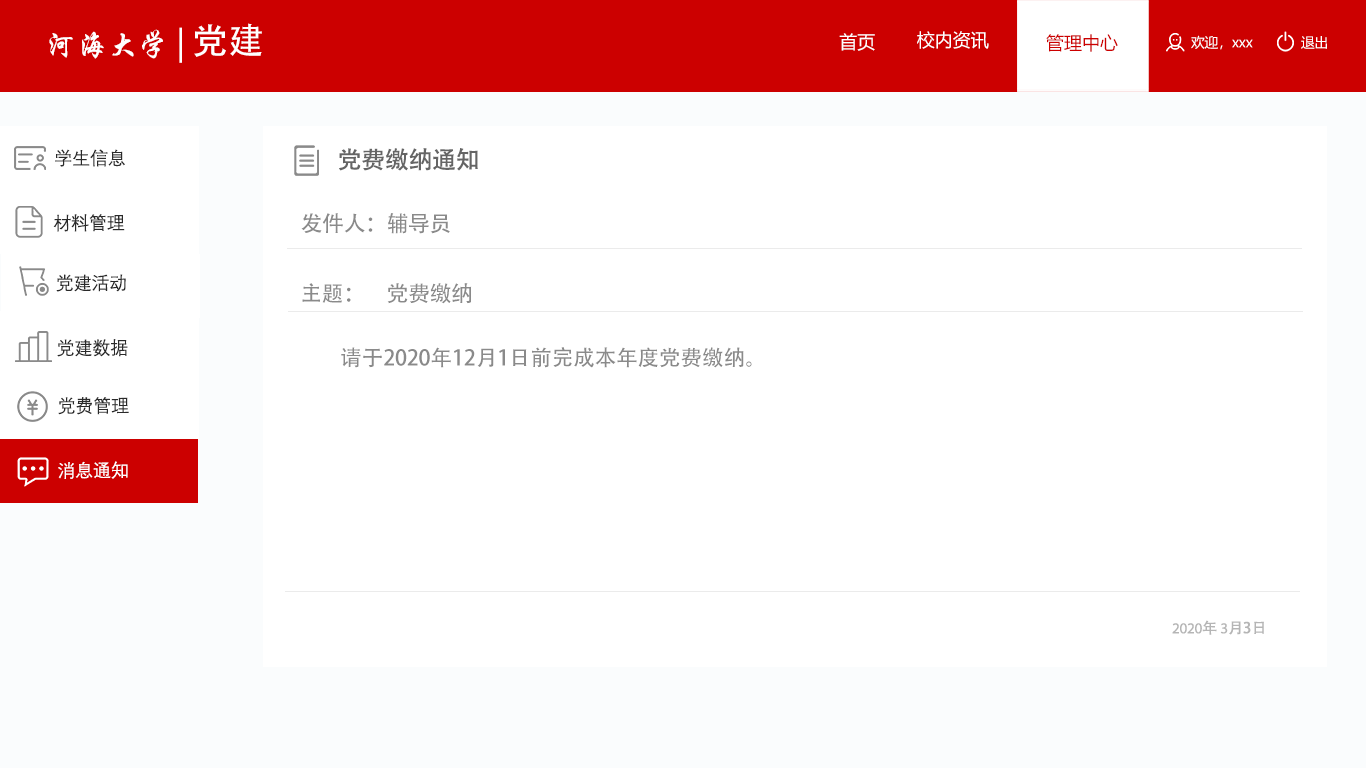 河海大学|党建
首页
校内资讯
管理中心
欢迎，xxx
退出
学生信息
材料管理
党建活动
党建数据
党费管理
消息通知
党费缴纳通知
发件人：辅导员
主题： 党费缴纳
请于2020年12月1日前完成本年度党费缴纳。
2020年 3月3日